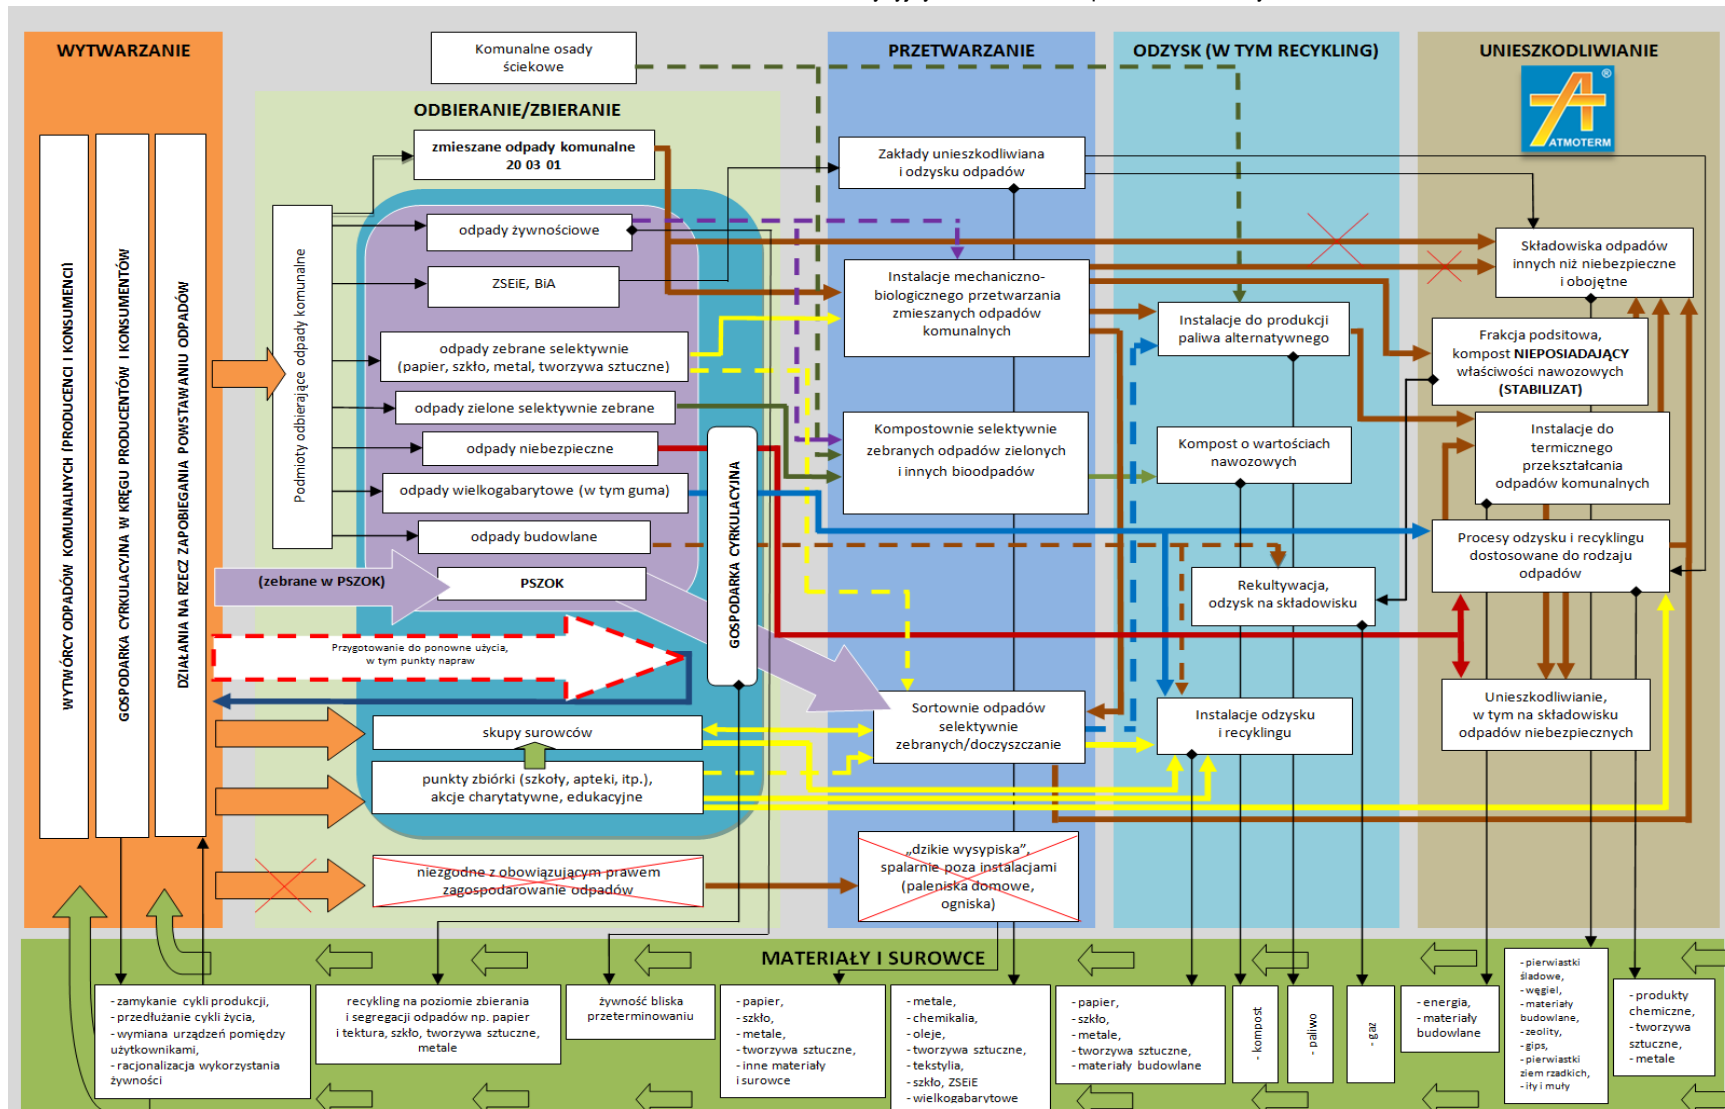 WYTWARZANIE
Komunalne osady
ściekowe
PRZETWARZANIE
ODZYSK (W TYM RECYKLING)
UNIESZKODLIWIANIE
®
ATMOTERM
ODBIERANIE/ZBIERANIE
WYTWÓRCY ODPADÓW KOMUNALNYCH (PRODUCENCI I KONSUMENCI)
GOSPODARKA CYRKULACYJNA W KRĘGU PRODUCENTÓW I KONSUMENTÓW
DZIAŁANIA NA RZECZ ZAPOBIEGANIA POWSTAWANIU ODPADÓW
Podmioty odbierające odpady komunalne
zmieszane odpady komunalne
20 03 01
odpady żywnościowe
ZSEiE, BiA
odpady zebrane selektywnie
(papier, szkło, metal, tworzywa sztuczne)
odpady zielone selektywnie zebrane
odpady niebezpieczne
odpady wielkogabarytowe (w tym guma)
odpady budowlane
(zebrane w PSZOK)
PSZOK
GOSPODARKA CYRKULACYJNA
Przygotowanie do ponowne użycia,
w tym punkty napraw
skupy surowców
punkty zbiórki (szkoły, apteki, itp.),
akcje charytatywne, edukacyjne
niezgodne z obowiązującym prawem
zagospodarowanie odpadów
Zakłady unieszkodliwiana
i odzysku odpadów
Instalacje mechaniczno-
biologicznego przetwarzania
zmieszanych odpadów
komunalnych
Kompostownie selektywnie
zebranych odpadów zielonych
i innych bioodpadów
Sortownie odpadów
selektywnie
zebranych/doczyszczanie
„dzikie wysypiska”,
spalarnie poza instalacjami
(paleniska domowe,
ogniska)
Instalacje do produkcji
paliwa alternatywnego
Kompost o wartościach
nawozowych
Rekultywacja,
odzysk na składowisku
Instalacje odzysku
i recyklingu
Składowiska odpadów
innych niż niebezpieczne
i obojętne
Frakcja podsitowa,
kompost NIEPOSIADAJĄCY
właściwości nawozowych
(STABILIZAT)
Instalacje do
termicznego
przekształcania
odpadów komunalnych
Procesy odzysku i recyklingu
dostosowane do rodzaju
odpadów
Unieszkodliwianie,
w tym na składowisku
odpadów niebezpiecznych
MATERIAŁY I SUROWCE
- zamykanie cykli produkcji,
- przedłużanie cykli życia,
- wymiana urządzeń pomiędzy
użytkownikami,
- racjonalizacja wykorzystania
żywności
recykling na poziomie zbierania
i segregacji odpadów np. papier
i tektura, szkło, tworzywa sztuczne,
metale
żywność bliska
przeterminowaniu
- papier,
- szkło,
- metale,
- tworzywa sztuczne,
- inne materiały
i surowce
- metale,
- chemikalia,
- oleje,
- tworzywa sztuczne,
- tekstylia,
- szkło, ZSEiE
- wielkogabarytowe
- papier,
- szkło,
- metale,
- tworzywa sztuczne,
- materiały budowlane
- kompost
- paliwo
- gaz
- energia,
- materiały
budowlane
- pierwiastki
śladowe,
- węgiel,
- materiały
budowlane,
- zeolity,
- gips,
- pierwiastki
ziem rzadkich,
- iły i muły
- produkty
chemiczne,
- tworzywa
sztuczne,
- metale